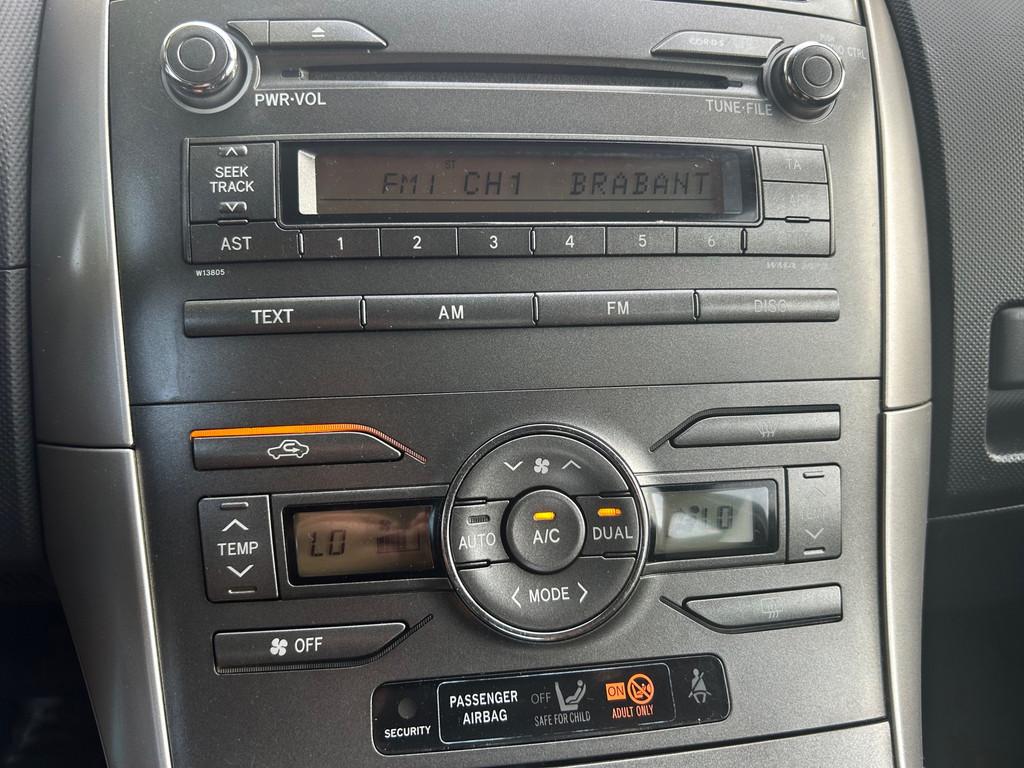 PWR·VOL
TUNE·FILE
SEEK
TRACK
ST
FM1 CH1 BRABANT
TA
AST 1 2 3 4 5 6
W13805
TEXT AM FM DISC
TEMP
LO
AUTO A/C DUAL
LO
MODE
OFF
SECURITY
PASSENGER
AIRBAG
OFF
SAFE FOR CHILD
ON
ADULT ONLY